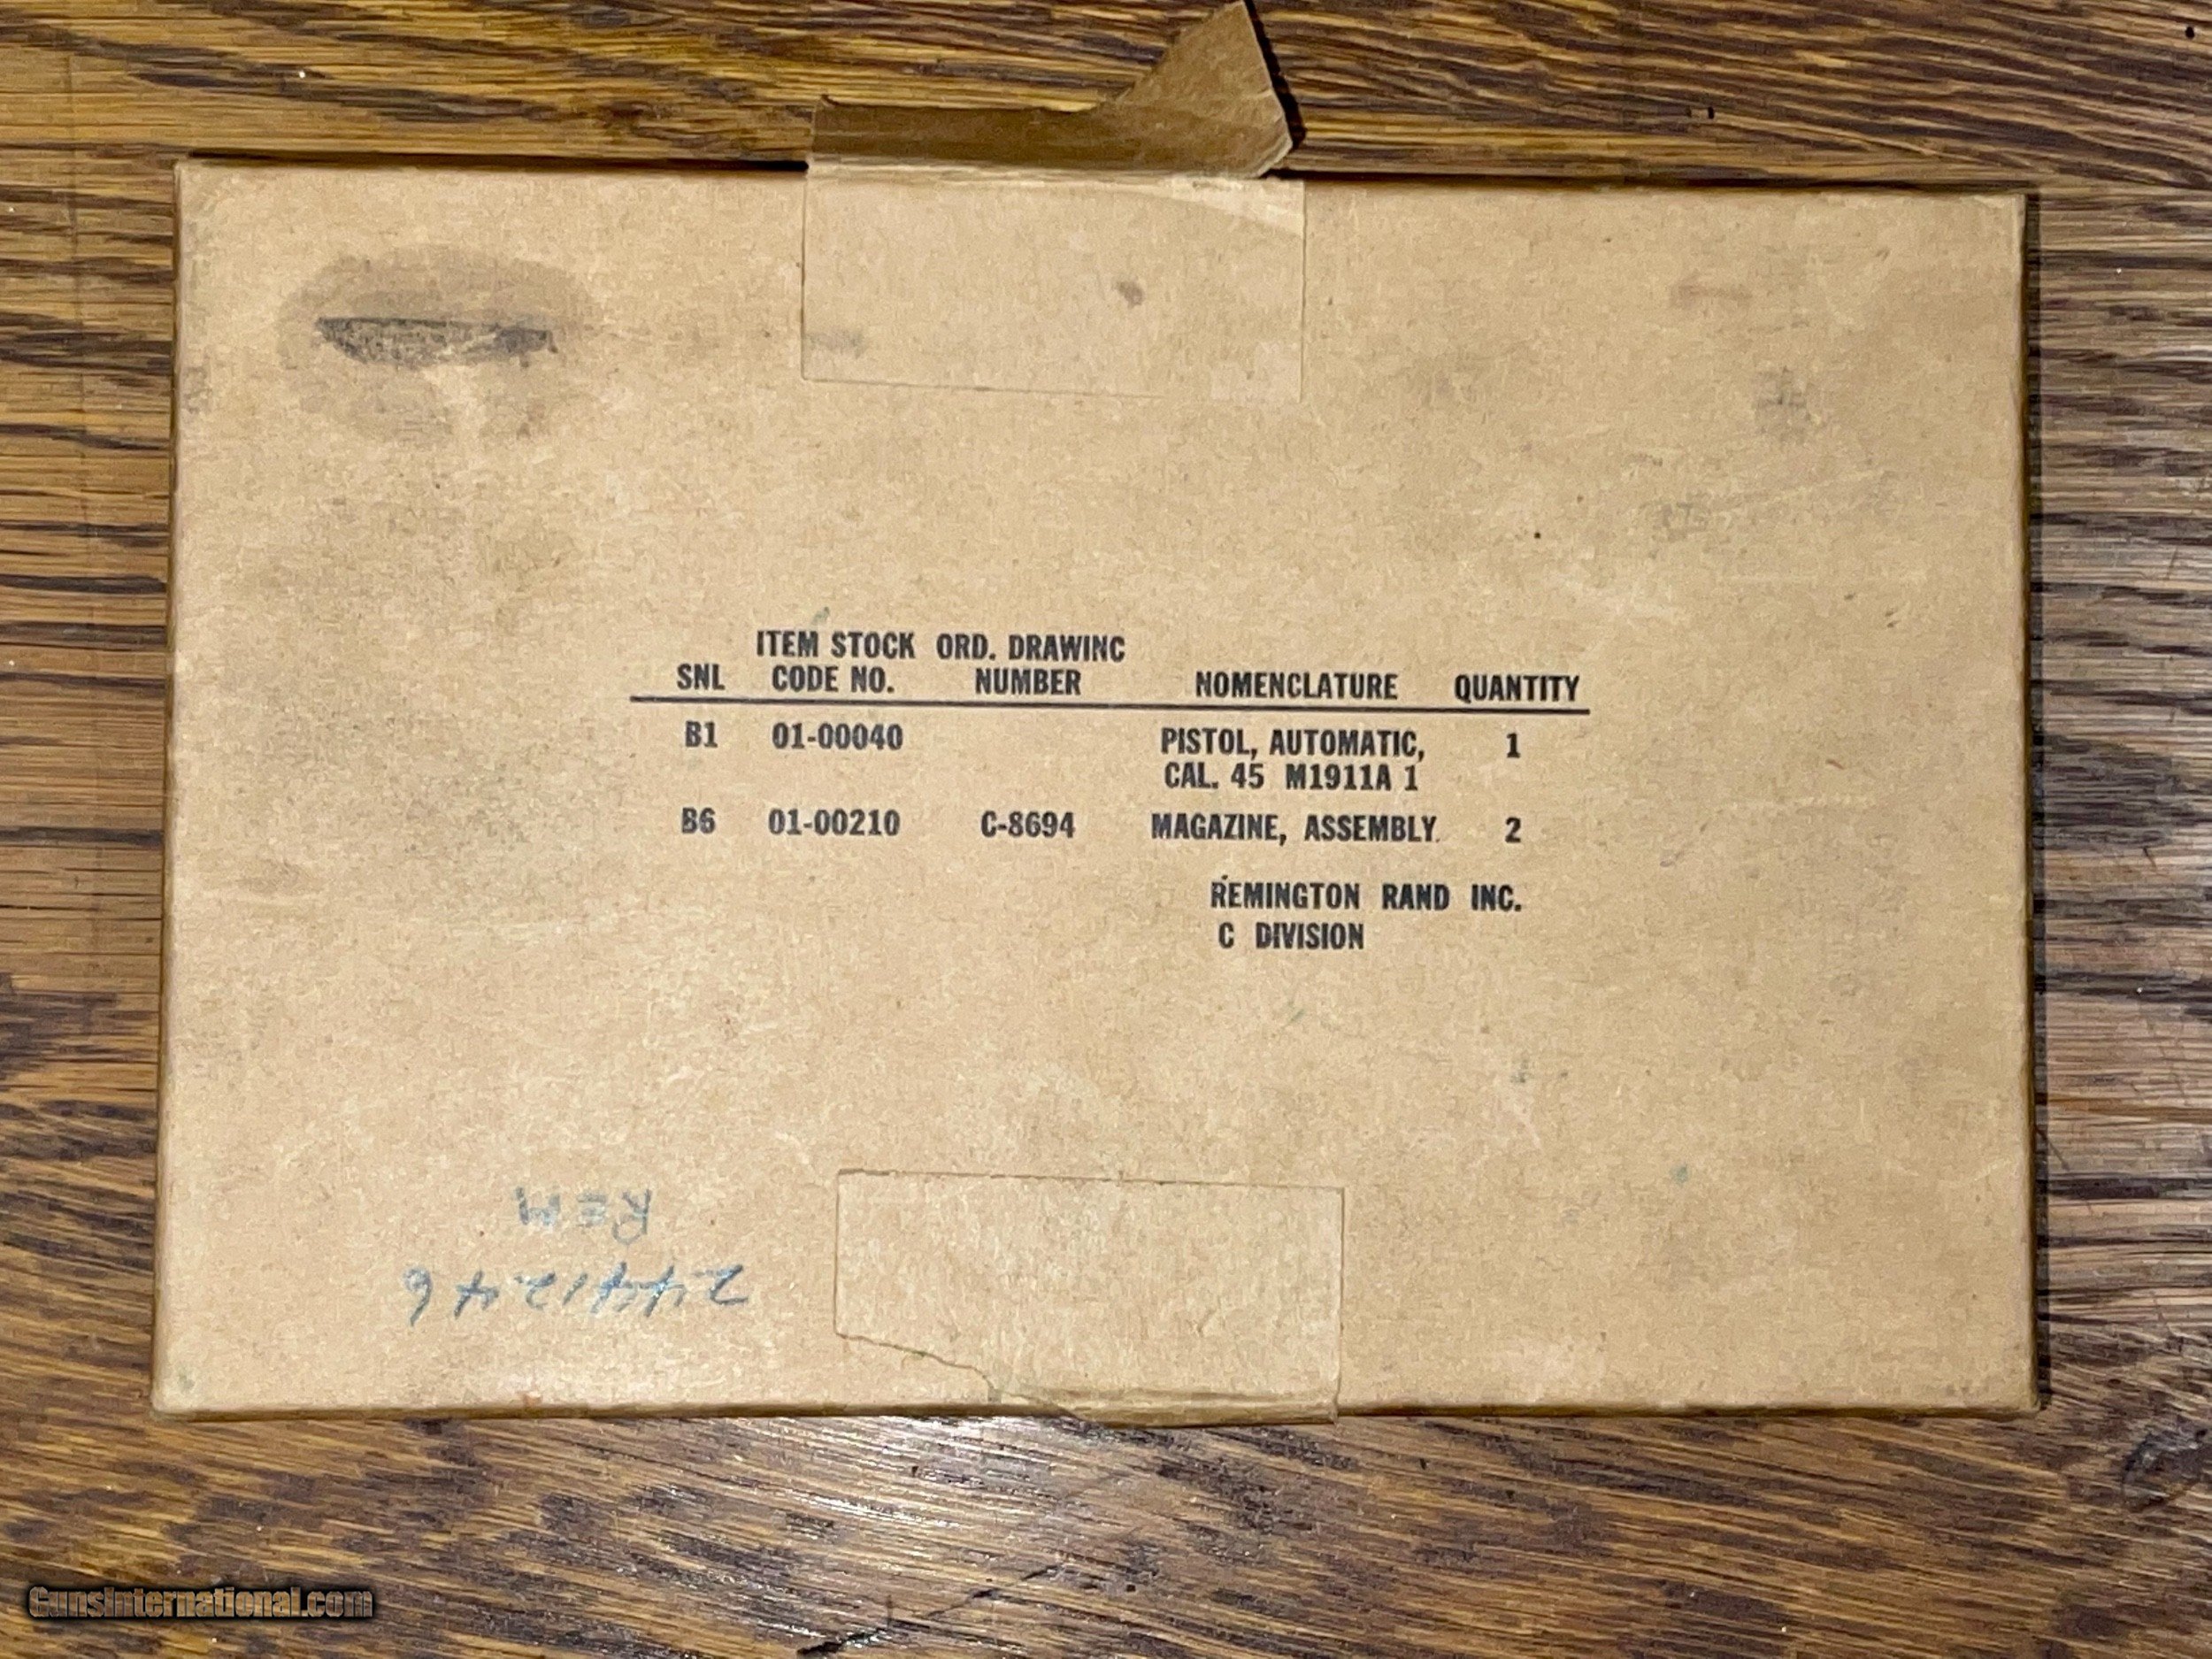 ITEM STOCK ORD. DRAWING
SNL CODE NO. NUMBER NOMENCLATURE QUANTITY
B1 01-00040 PISTOL, AUTOMATIC, 1
CAL. 45 M1911A 1
B6 01-00210 C-8694 MAGAZINE, ASSEMBLY. 2
REMINGTON RAND INC.
C DIVISION
REM
2441246
GunsInternational.com